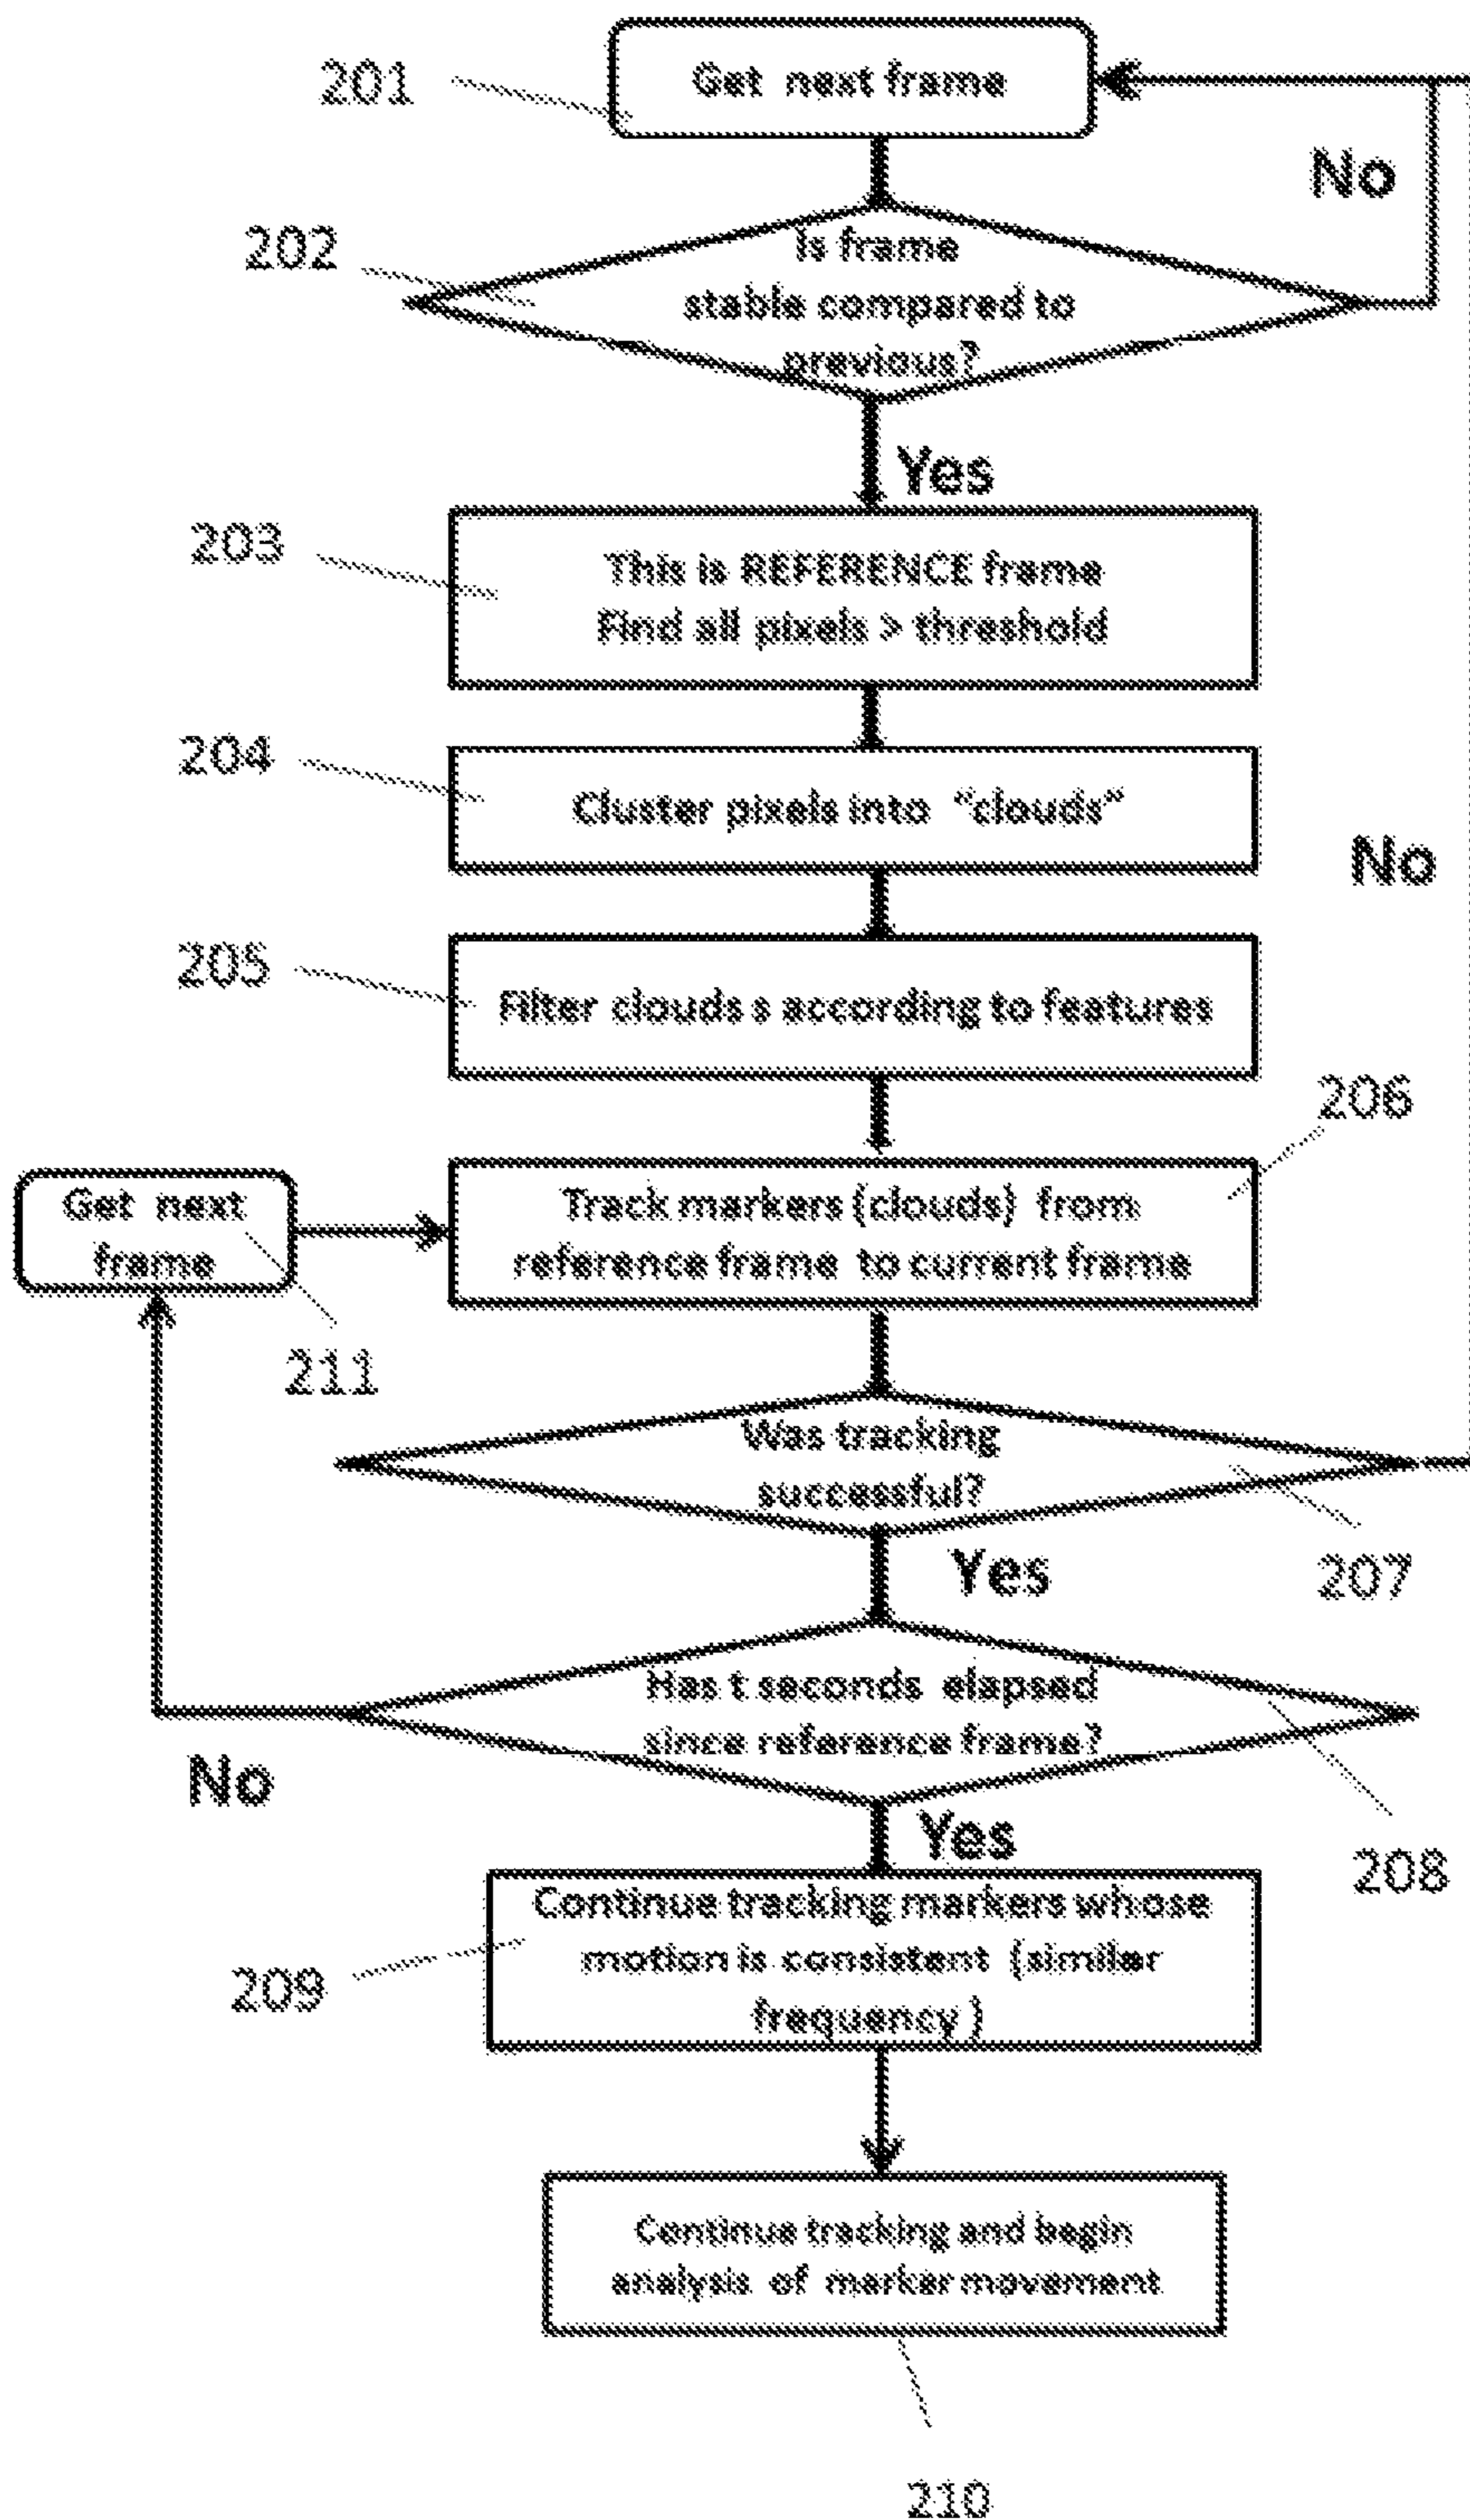 201
Get next frame
No
202
Is frame
stable compared to
previous?
Yes
203
This is REFERENCE frame
Find all pixels > threshold
204
Cluster pixels into "clouds"
No
205
Filter clouds s according to features
206
Get next
frame
Track markers (clouds) from
reference frame to current frame
211
Was tracking
successful?
207
Yes
Has t seconds elapsed
since reference frame?
No
Yes
208
Continue tracking markers whose
motion is consistent (similar
frequency)
209
Continue tracking and begin
analysis of marker movement
210